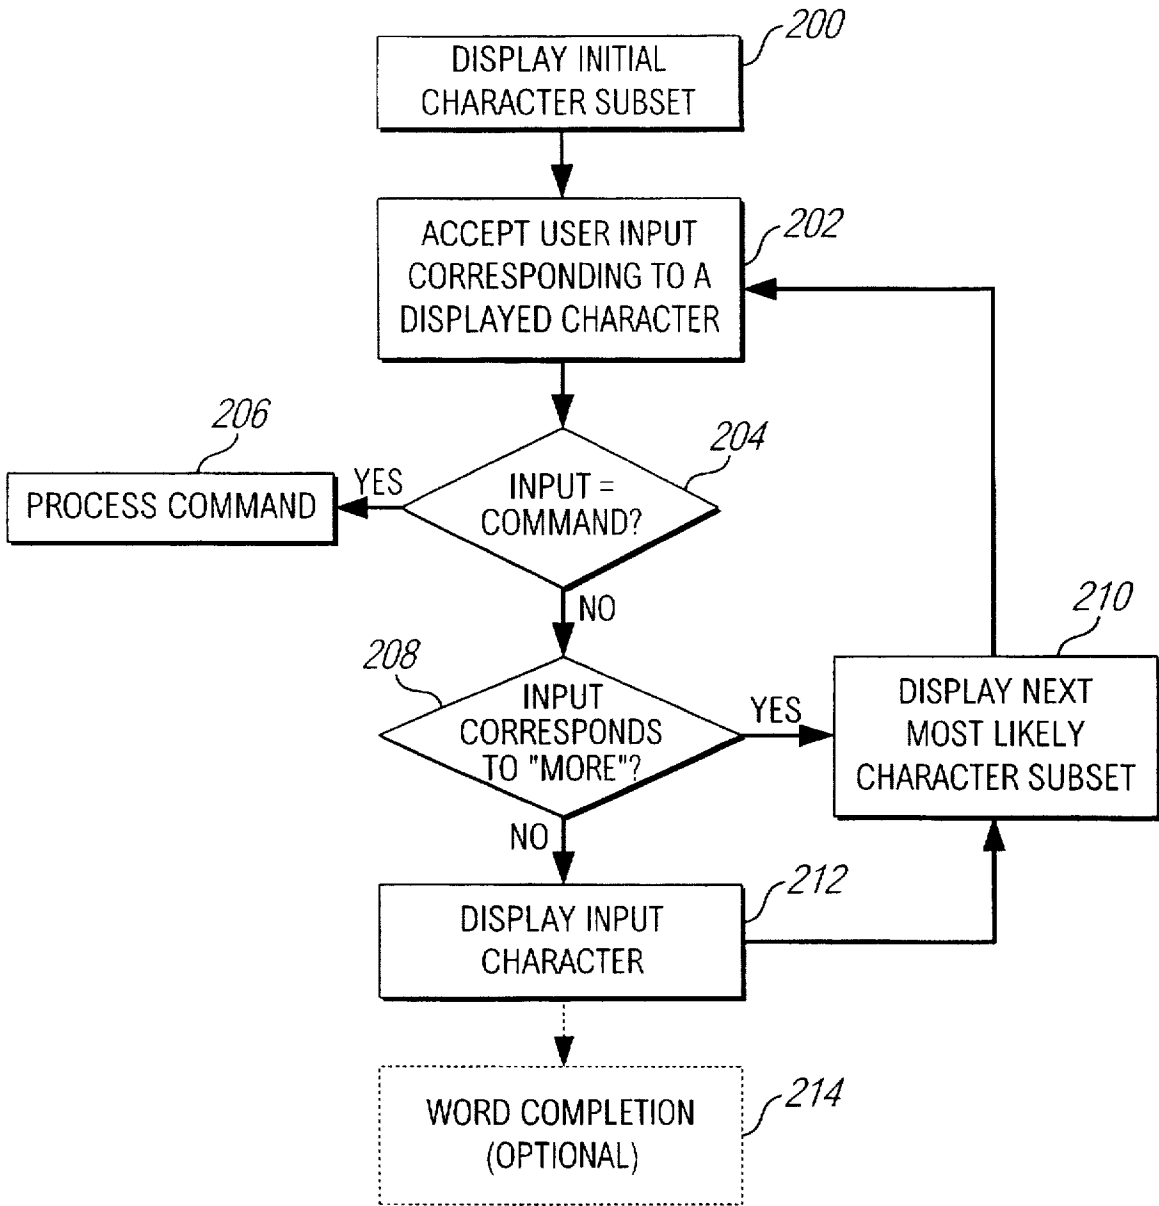 200
DISPLAY INITIAL
CHARACTER SUBSET
202
ACCEPT USER INPUT
CORRESPONDING TO A
DISPLAYED CHARACTER
204
INPUT =
COMMAND?
YES
206
PROCESS COMMAND
NO
208
INPUT
CORRESPONDS
TO "MORE"?
YES
210
DISPLAY NEXT
MOST LIKELY
CHARACTER SUBSET
NO
212
DISPLAY INPUT
CHARACTER
214
WORD COMPLETION
(OPTIONAL)